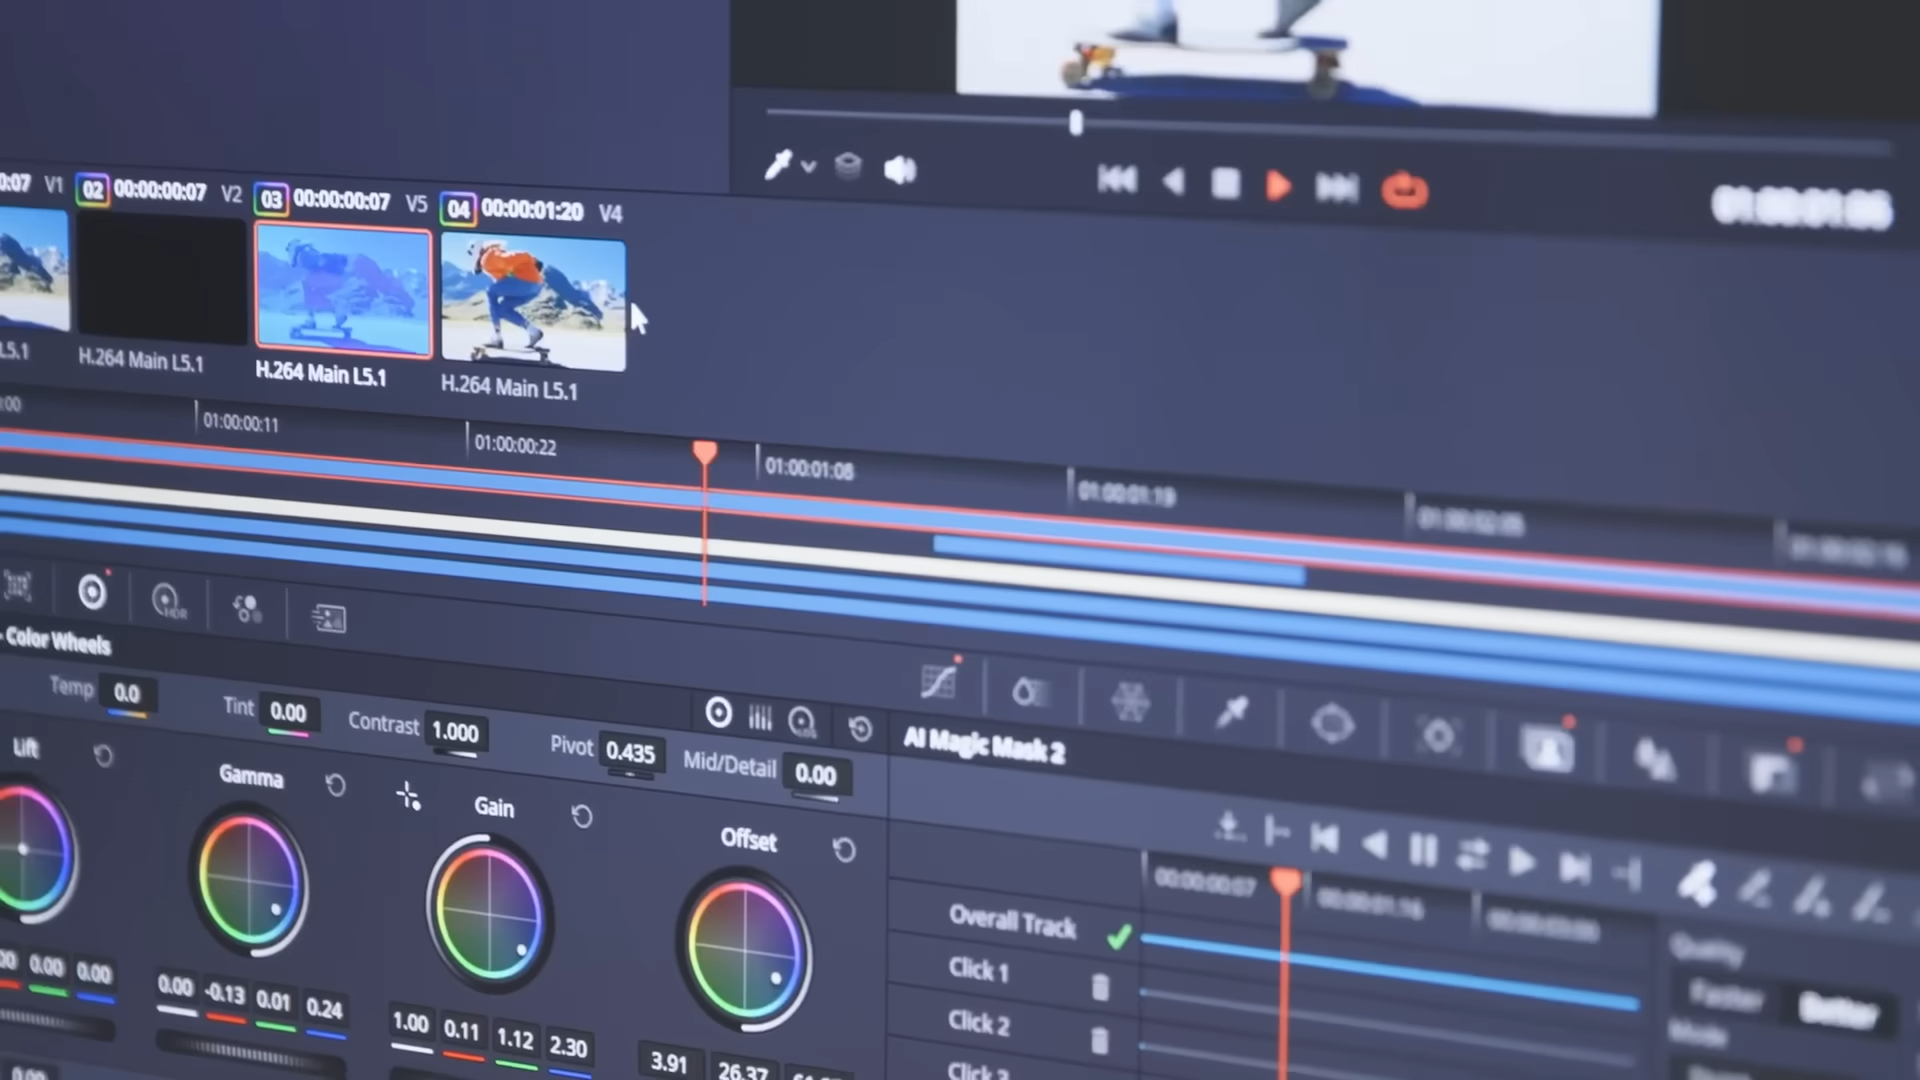 0:07 V1 02 00:00:00:07 V2 03 00:00:00:07 V5 04 00:00:01:20 V4
L5.1 H.264 Main L5.1 H.264 Main L5.1 H.264 Main L5.1
:00 01:00:00:11 01:00:00:22 01:00:01:08 01:00:01:19
HDR
Color Wheels
Temp 0.0 Tint 0.00 Contrast 1.000 Pivot 0.435 Mid/Detail 0.00
Lift Gamma Gain Offset
0.00 0.00
0.00 -0.13 0.01 0.24
1.00 0.11 1.12 2.30
3.91 26.37
0.00
AI Magic Mask 2
00:00:00:07
Overall Track
Click 1
Click 2
Click 3
Quality
Faster Better
Mode